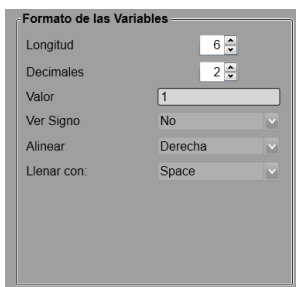 Formato de las Variables
Longitud 6
Decimales 2
Valor 1
Ver Signo No
Alinear Derecha
Llenar con: Space